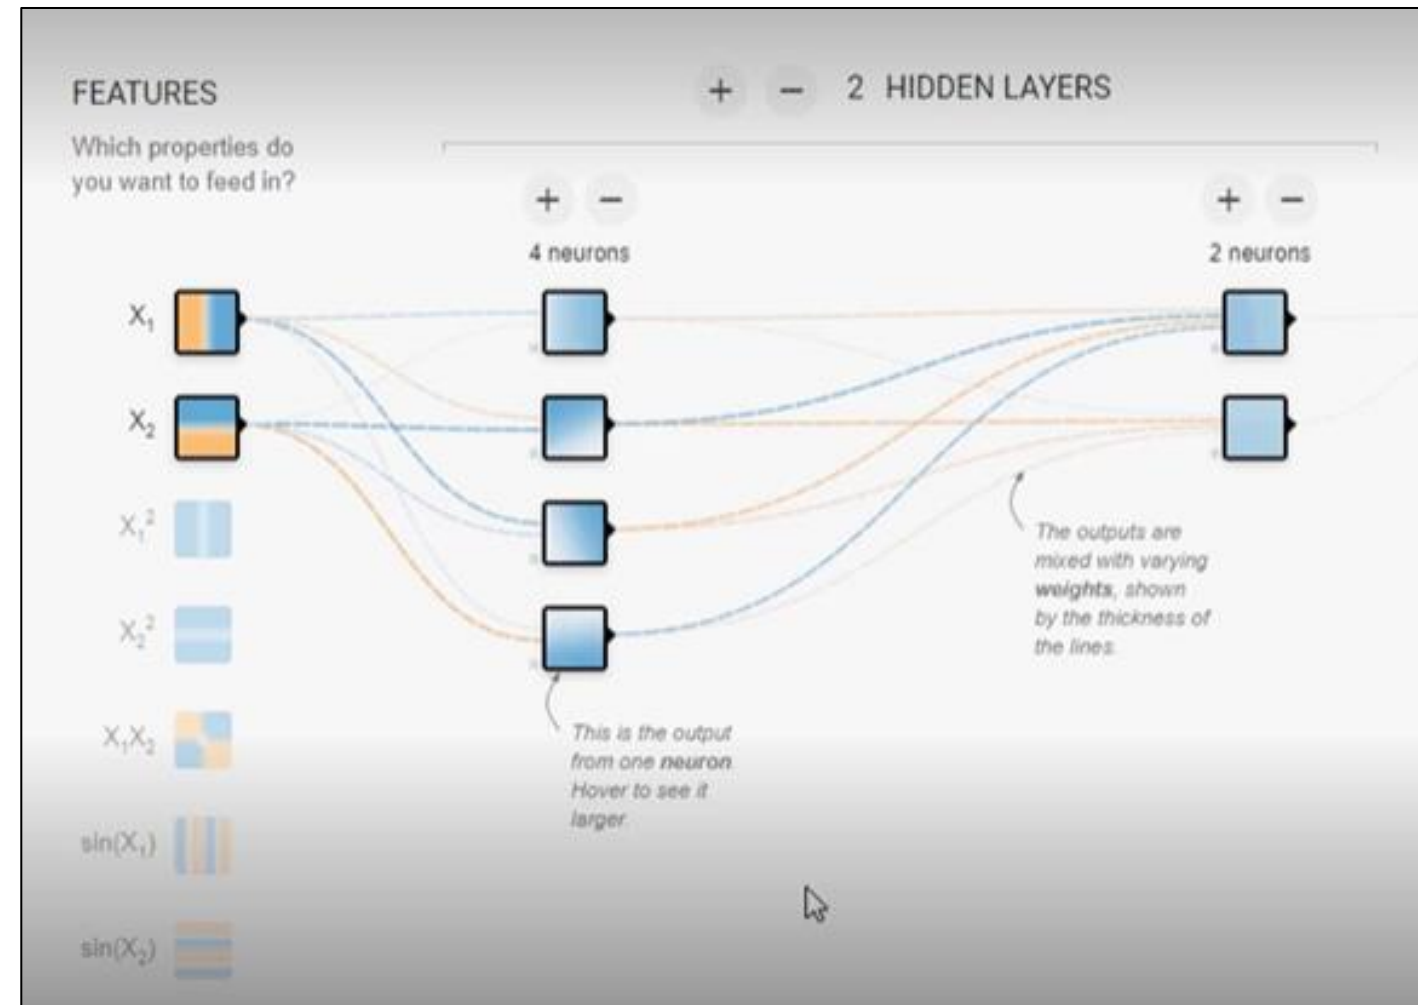 FEATURES
Which properties do
you want to feed in?
+ − 2 HIDDEN LAYERS
+ −
4 neurons
+ −
2 neurons
X₁
X₂
X₁²
X₂²
X₁X₂
sin(X₁)
sin(X₂)
This is the output
from one neuron.
Hover to see it
larger.
The outputs are
mixed with varying
weights, shown
by the thickness of
the lines.